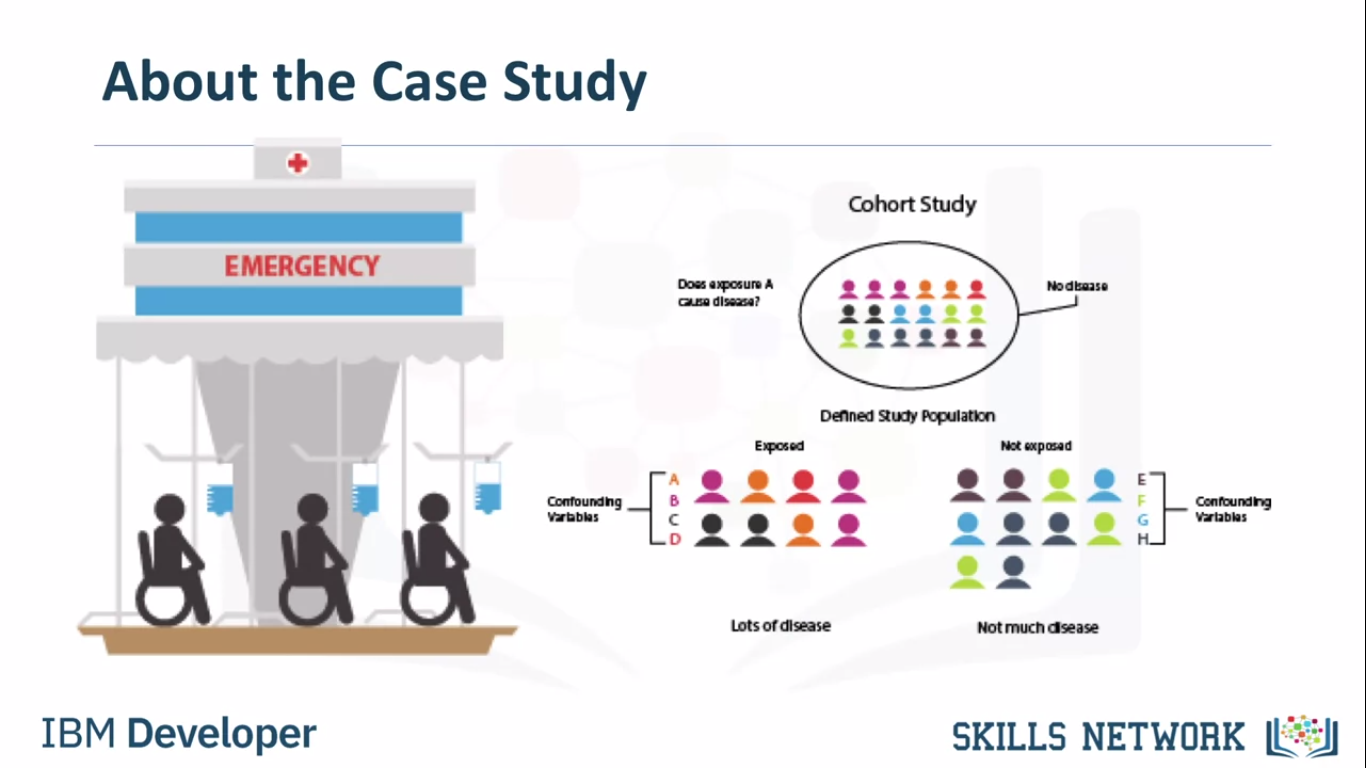 About the Case Study
EMERGENCY
Cohort Study
Does exposure A
cause disease?
No disease
Defined Study Population
Exposed
Not exposed
Confounding
Variables
A
B
C
D
E
F
G
H
Confounding
Variables
Lots of disease
Not much disease
IBM Developer
SKILLS NETWORK